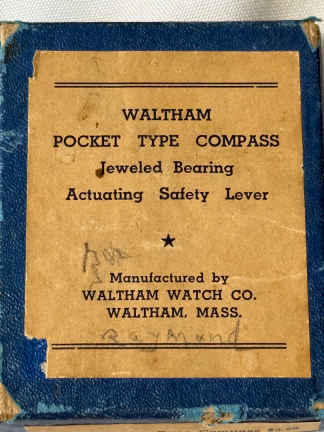 WALTHAM
POCKET TYPE COMPASS
Jeweled Bearing
Actuating Safety Lever
★
Manufactured by
WALTHAM WATCH CO.
WALTHAM, MASS.
Raymond